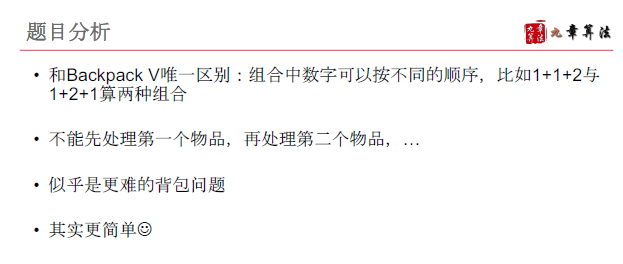 题目分析
九章算法
• 和Backpack V唯一区别：组合中数字可以按不同的顺序，比如1+1+2与
1+2+1算两种组合
• 不能先处理第一个物品，再处理第二个物品，…
• 似乎是更难的背包问题
• 其实更简单☺